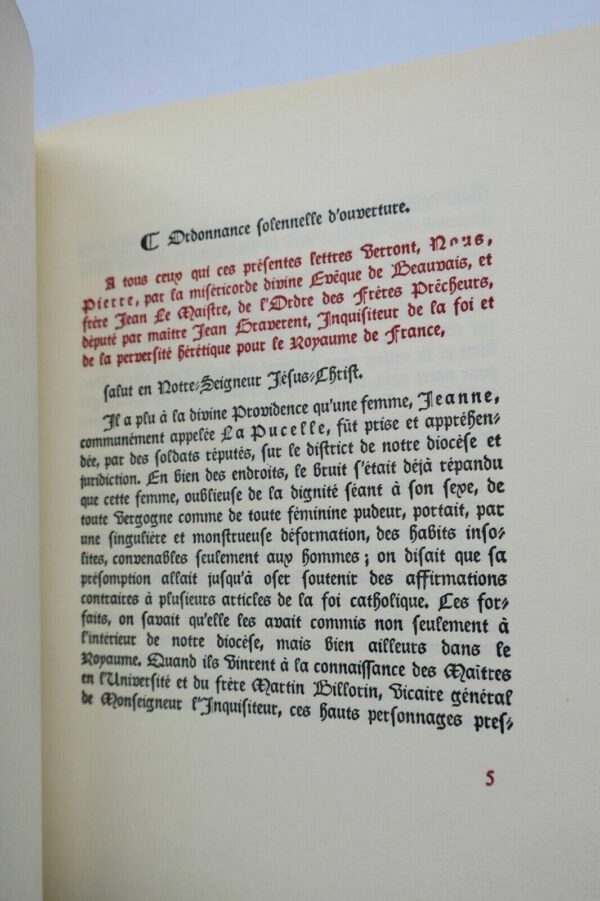 ℂ Ordonnance solennelle d'ouverture.
A tous ceux qui ces présentes lettres Verront, Nous,
Pierre, par la miséricorde divine Evêque de Beauvais, et
frère Jean Le Maistre, de l'Ordre des Frères Prêcheurs,
député par maître Jean Graverent, Inquisiteur de la foi et
de la perversité hérétique pour le Royaume de France,
salut en Notre-Seigneur Jésus-Christ.
Il a plu à la divine Providence qu'une femme, Jeanne,
communément appelée La Pucelle, fût prise et appréhen-
dée, par des soldats réputés, sur le district de notre diocèse et
juridiction. En bien des endroits, le bruit s'était déjà répandu
que cette femme, oublieuse de la dignité séant à son sexe, de
toute Vergogne comme de toute féminine pudeur, portait, par
une singulière et monstrueuse déformation, des habits inso-
lites, convenables seulement aux hommes ; on disait que sa
présomption allait jusqu'à oser soutenir des affirmations
contraires à plusieurs articles de la foi catholique. Ces for-
faits, on savait qu'elle les avait commis non seulement à
l'intérieur de notre diocèse, mais bien ailleurs dans le
Royaume. Quand ils Vinrent à la connaissance des Maîtres
en l'Université et du frère Martin Billorin, Vicaire général
de Monseigneur l'Inquisiteur, ces hauts personnages pres-
5